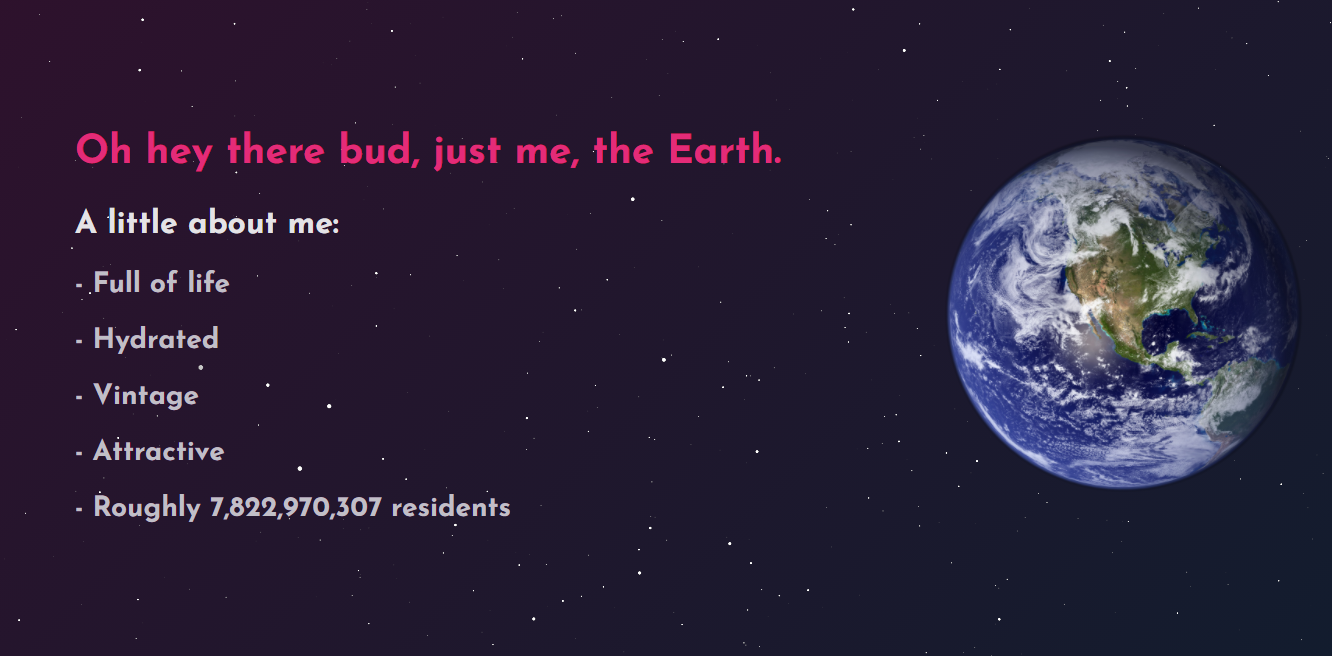 Oh hey there bud, just me, the Earth.
A little about me:
- Full of life
- Hydrated
- Vintage
- Attractive
- Roughly 7,822,970,307 residents